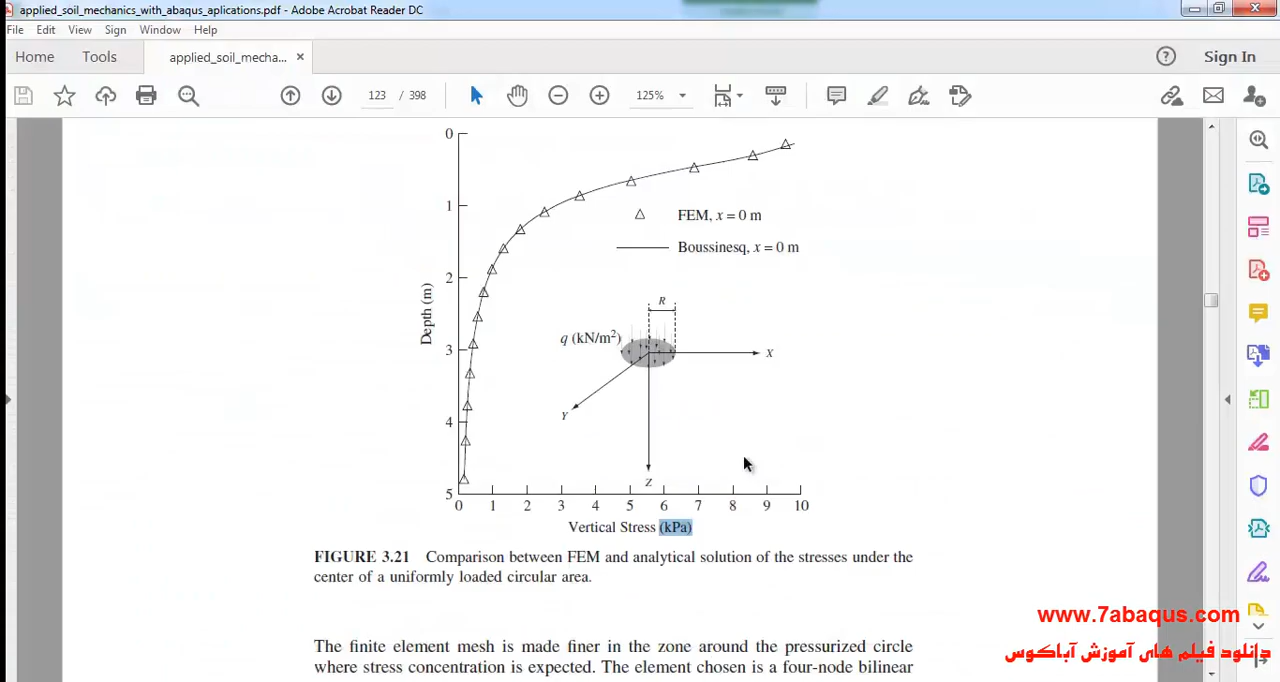 applied_soil_mechanics_with_abaqus_aplications.pdf - Adobe Acrobat Reader DC
File Edit View Sign Window Help
Home Tools applied_soil_mecha... × ? Sign In
123 / 398 125%
0
1
2
3
4
5
Depth (m)
FEM, x = 0 m
Boussinesq, x = 0 m
R
q (kN/m²)
X
Y
Z
0 1 2 3 4 5 6 7 8 9 10
Vertical Stress (kPa)
FIGURE 3.21 Comparison between FEM and analytical solution of the stresses under the
center of a uniformly loaded circular area.
www.7abaqus.com
The finite element mesh is made finer in the zone around the pressurized circle
دانلود فیلم های آموزش آباکوس
where stress concentration is expected. The element chosen is a four-node bilinear